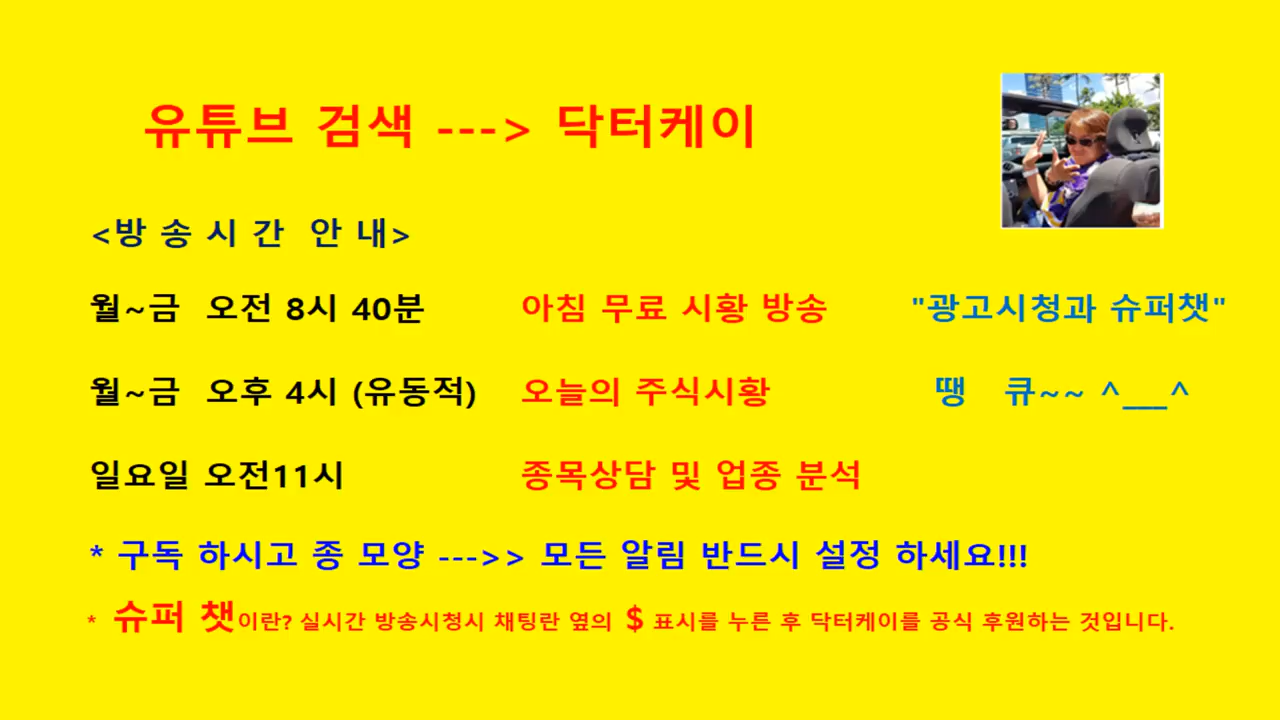 유튜브 검색 ---> 닥터케이
<방 송 시 간 안 내>
월~금 오전 8시 40분 아침 무료 시황 방송 "광고시청과 슈퍼챗"
월~금 오후 4시 (유동적) 오늘의 주식시황 땡 큐~~ ^___^
일요일 오전11시 종목상담 및 업종 분석
* 구독 하시고 종 모양 --->> 모든 알림 반드시 설정 하세요!!!
* 슈퍼 챗이란? 실시간 방송시청시 채팅란 옆의 $ 표시를 누른 후 닥터케이를 공식 후원하는 것입니다.